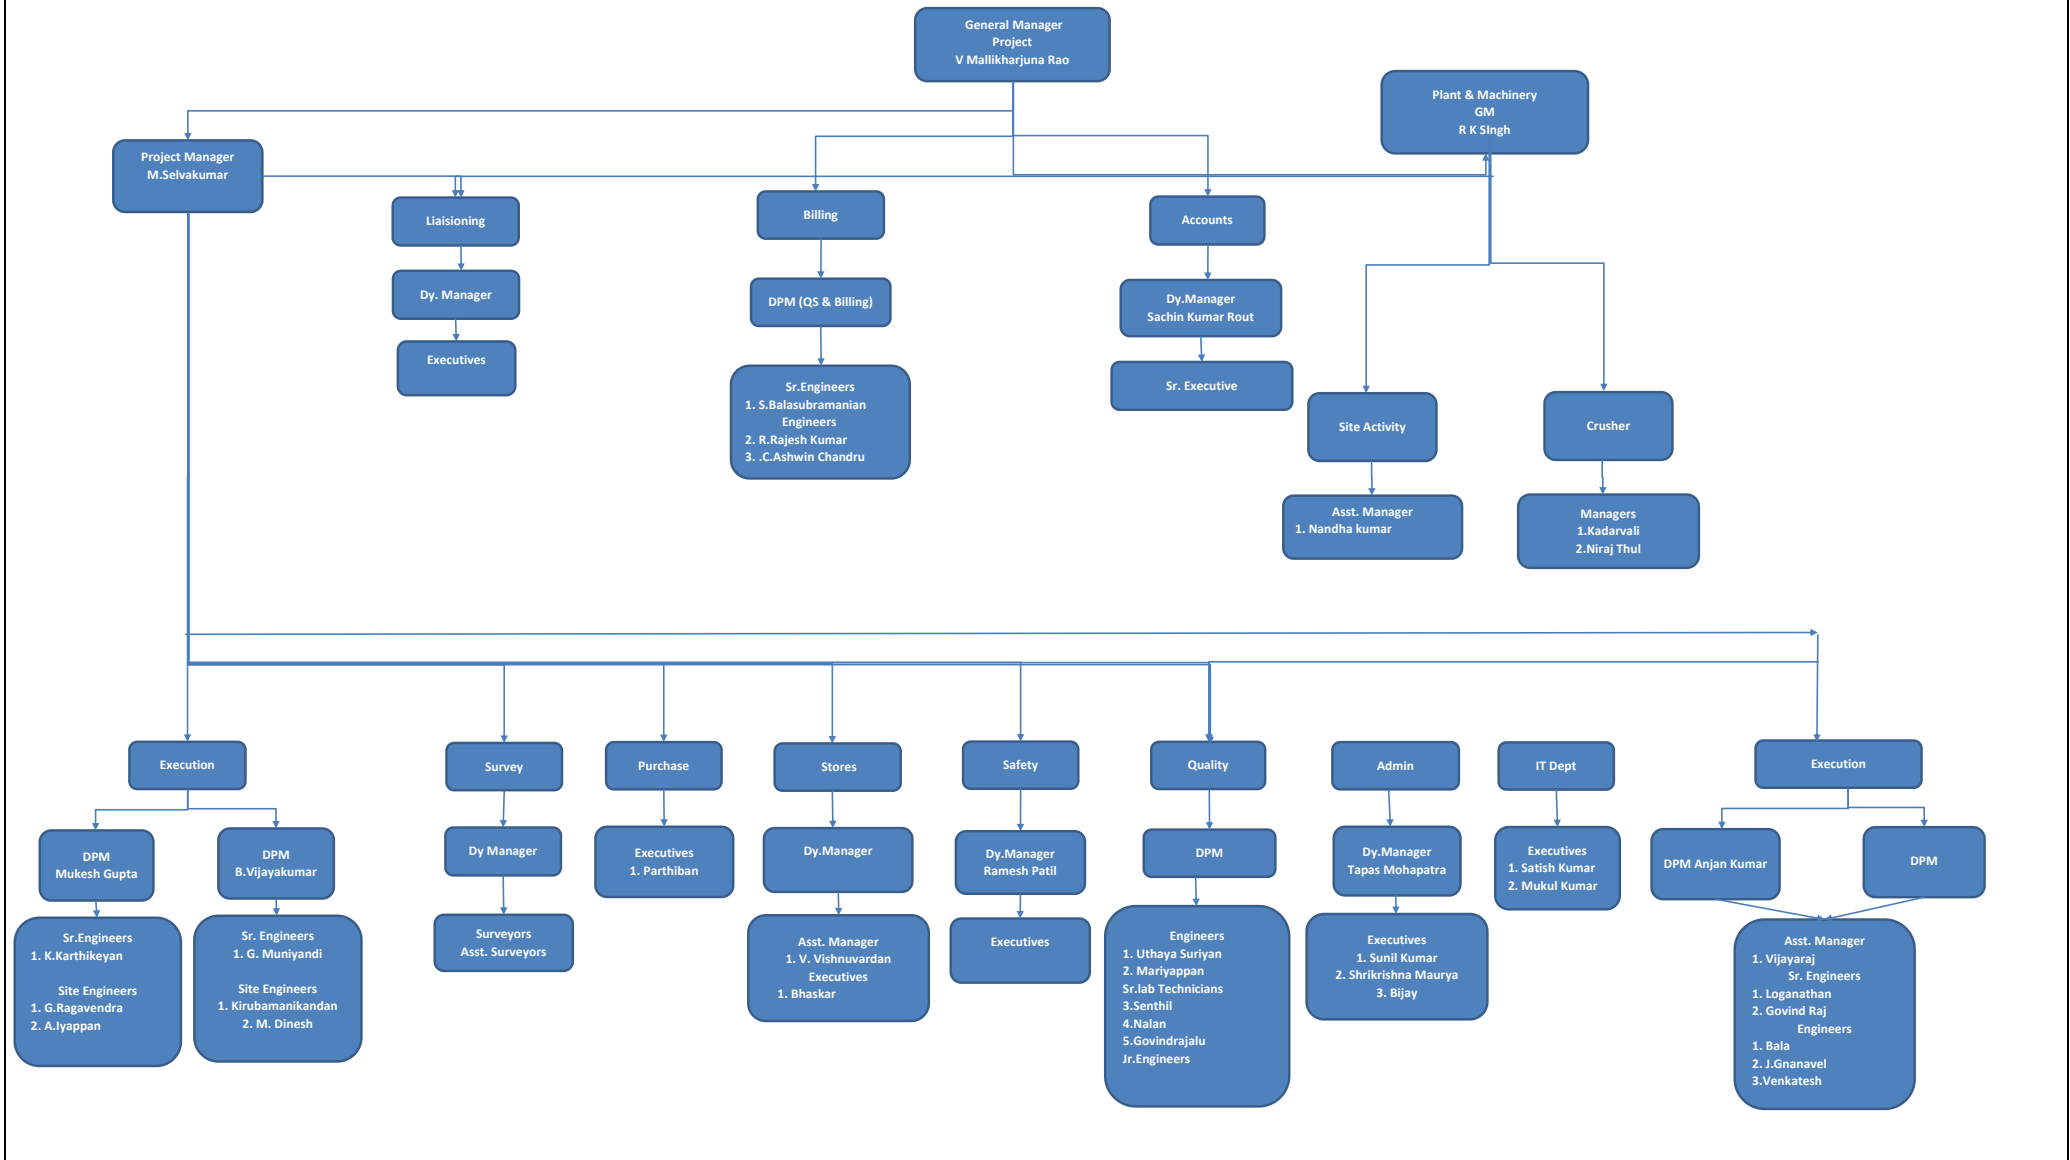 General Manager
Project
V Mallikharjuna Rao
Plant & Machinery
GM
R K SIngh
Project Manager
M.Selvakumar
Liaisioning
Billing
Accounts
Dy. Manager
DPM (QS & Billing)
Dy.Manager
Sachin Kumar Rout
Executives
Sr.Engineers
1. S.Balasubramanian
Engineers
2. R.Rajesh Kumar
3. .C.Ashwin Chandru
Sr. Executive
Site Activity
Crusher
Asst. Manager
1. Nandha kumar
Managers
1.Kadarvali
2.Niraj Thul
Execution
Survey
Purchase
Stores
Safety
Quality
Admin
IT Dept
Execution
DPM
Mukesh Gupta
DPM
B.Vijayakumar
Dy Manager
Executives
1. Parthiban
Dy.Manager
Dy.Manager
Ramesh Patil
DPM
Dy.Manager
Tapas Mohapatra
Executives
1. Satish Kumar
2. Mukul Kumar
DPM Anjan Kumar
DPM
Sr.Engineers
1. K.Karthikeyan
Site Engineers
1. G.Ragavendra
2. A.Iyappan
Sr. Engineers
1. G. Muniyandi
Site Engineers
1. Kirubamanikandan
2. M. Dinesh
Surveyors
Asst. Surveyors
Asst. Manager
1. V. Vishnuvardan
Executives
1. Bhaskar
Executives
Engineers
1. Uthaya Suriyan
2. Mariyappan
Sr.lab Technicians
3.Senthil
4.Nalan
5.Govindrajalu
Jr.Engineers
Executives
1. Sunil Kumar
2. Shrikrishna Maurya
3. Bijay
Asst. Manager
1. Vijayaraj
Sr. Engineers
1. Loganathan
2. Govind Raj
Engineers
1. Bala
2. J.Gnanavel
3.Venkatesh